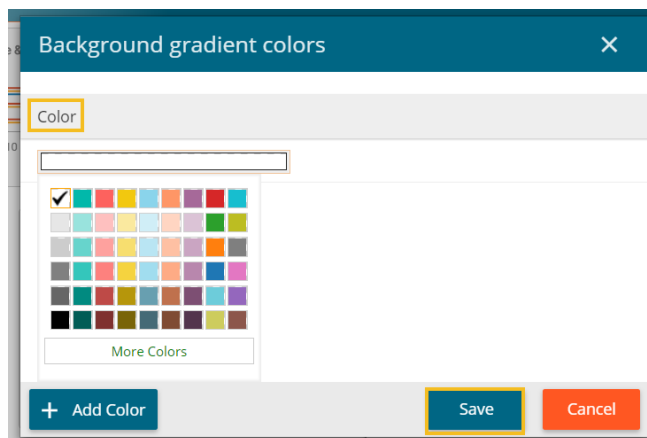 Background gradient colors
Color
More Colors
+ Add Color
Save
Cancel